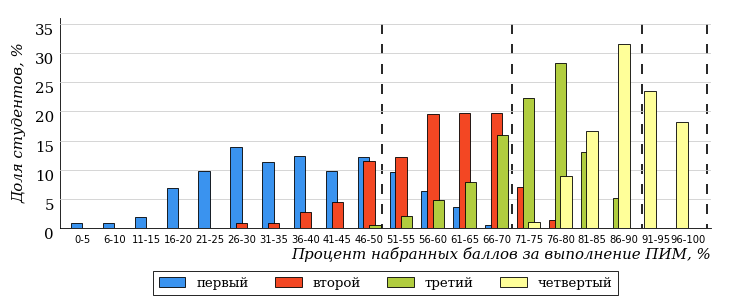 Доля студентов, %
35
30
25
20
15
10
5
0
0-5 6-10 11-15 16-20 21-25 26-30 31-35 36-40 41-45 46-50 51-55 56-60 61-65 66-70 71-75 76-80 81-85 86-90 91-95 96-100
Процент набранных баллов за выполнение ПИМ, %
первый второй третий четвертый